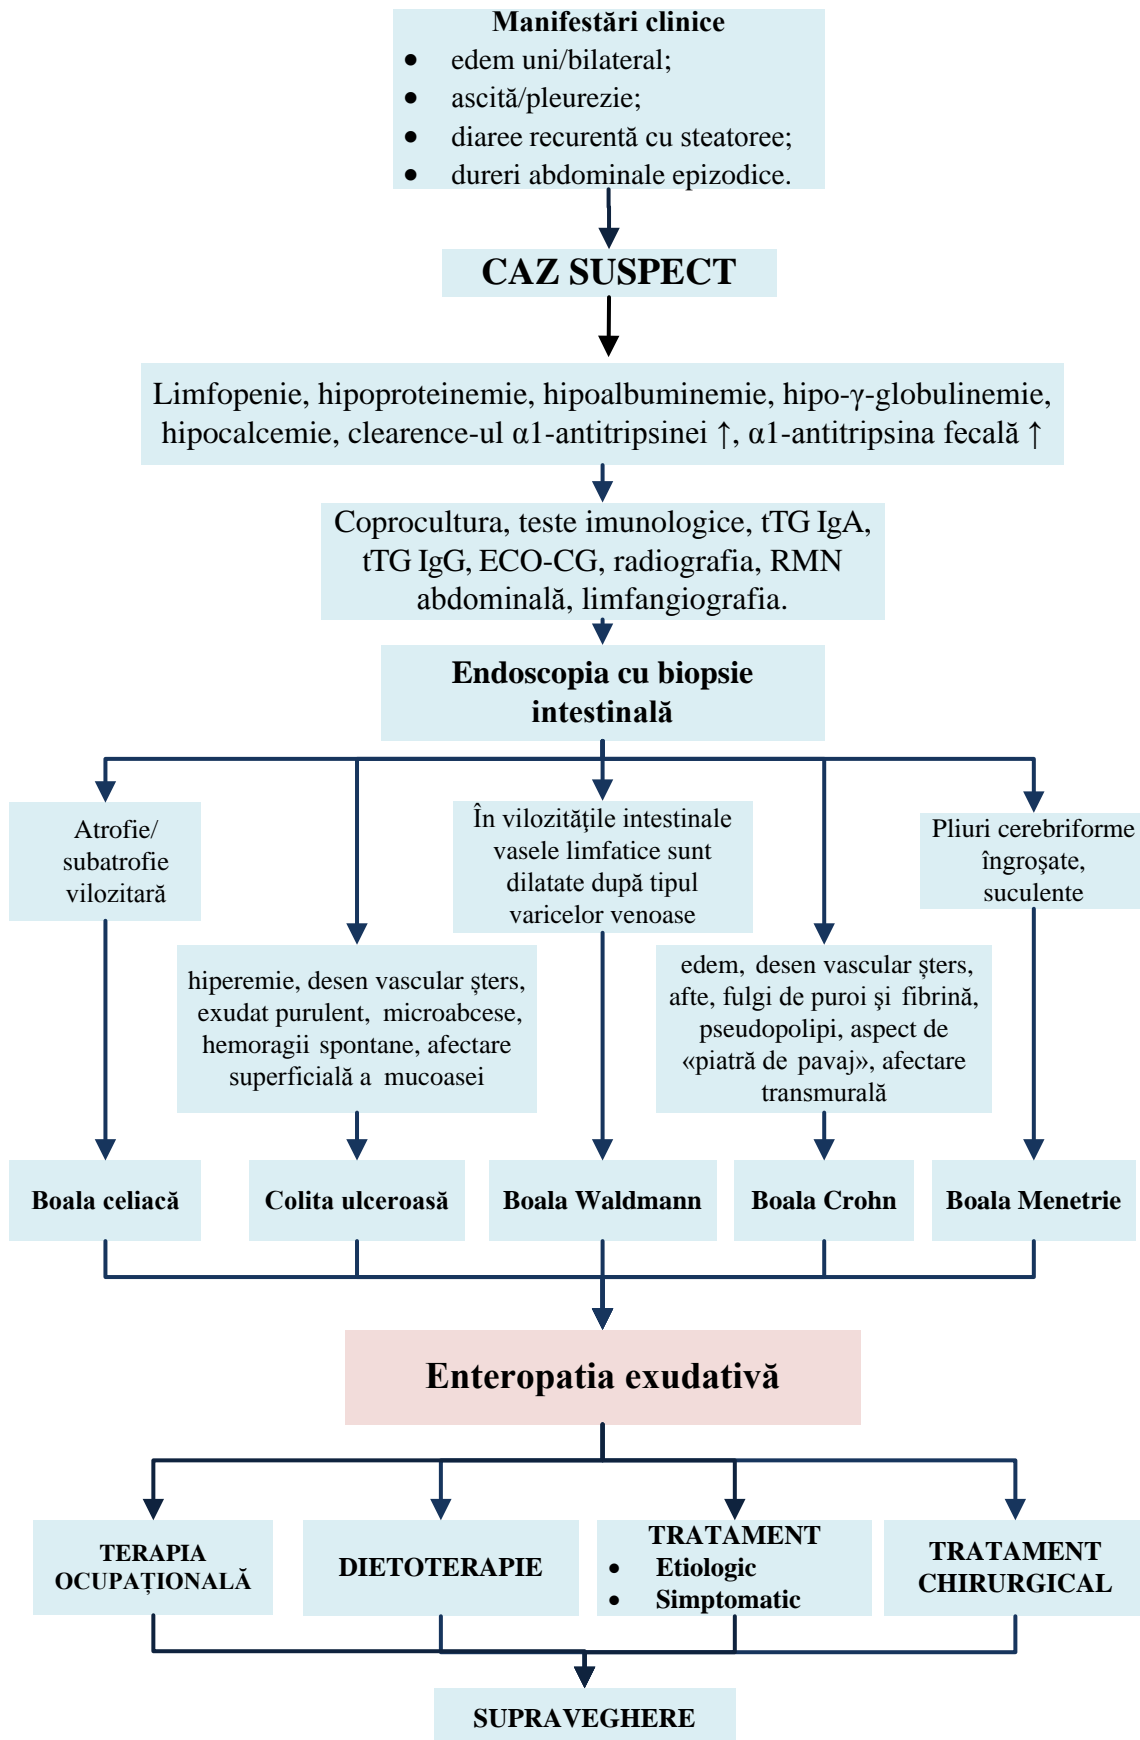 Manifestări clinice
• edem uni/bilateral;
• ascită/pleurezie;
• diaree recurentă cu steatoree;
• dureri abdominale epizodice.
CAZ SUSPECT
Limfopenie, hipoproteinemie, hipoalbuminemie, hipo-γ-globulinemie,
hipocalcemie, clearence-ul α1-antitripsinei ↑, α1-antitripsina fecală ↑
Coprocultura, teste imunologice, tTG IgA,
tTG IgG, ECO-CG, radiografia, RMN
abdominală, limfangiografia.
Endoscopia cu biopsie
intestinală
Atrofie/
subatrofie
vilozitară
În vilozităţile intestinale
vasele limfatice sunt
dilatate după tipul
varicelor venoase
Pliuri cerebriforme
îngroşate,
suculente
hiperemie, desen vascular șters,
exudat purulent, microabcese,
hemoragii spontane, afectare
superficială a mucoasei
edem, desen vascular șters,
afte, fulgi de puroi şi fibrină,
pseudopolipi, aspect de
«piatră de pavaj», afectare
transmurală
Boala celiacă
Colita ulceroasă
Boala Waldmann
Boala Crohn
Boala Menetrie
Enteropatia exudativă
TERAPIA
OCUPAȚIONALĂ
DIETOTERAPIE
TRATAMENT
• Etiologic
• Simptomatic
TRATAMENT
CHIRURGICAL
SUPRAVEGHERE